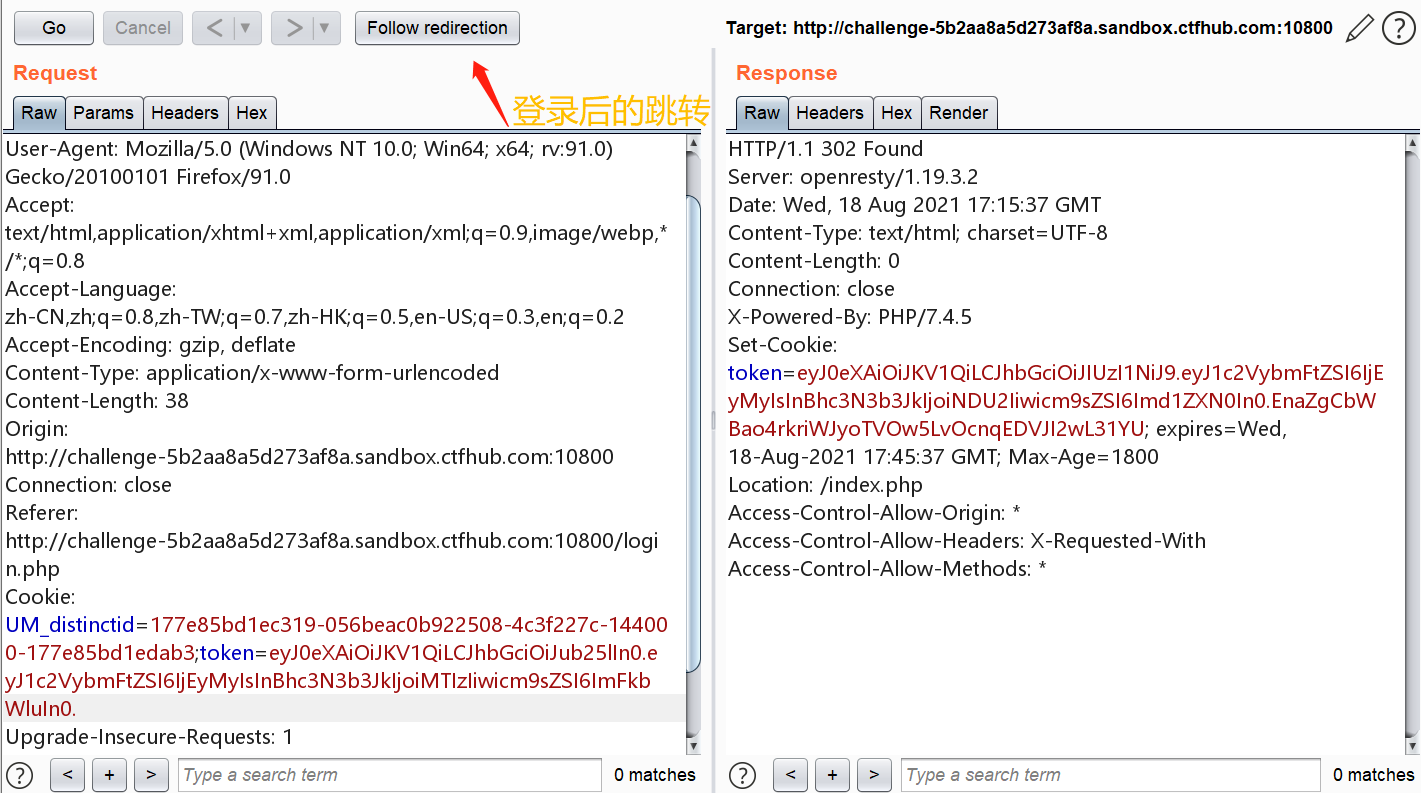 Go
Cancel
<
>
Follow redirection
Target: http://challenge-5b2aa8a5d273af8a.sandbox.ctfhub.com:10800
?
Request
登录后的跳转
Raw
Params
Headers
Hex
User-Agent: Mozilla/5.0 (Windows NT 10.0; Win64; x64; rv:91.0)
Gecko/20100101 Firefox/91.0
Accept:
text/html,application/xhtml+xml,application/xml;q=0.9,image/webp,*
/*;q=0.8
Accept-Language:
zh-CN,zh;q=0.8,zh-TW;q=0.7,zh-HK;q=0.5,en-US;q=0.3,en;q=0.2
Accept-Encoding: gzip, deflate
Content-Type: application/x-www-form-urlencoded
Content-Length: 38
Origin:
http://challenge-5b2aa8a5d273af8a.sandbox.ctfhub.com:10800
Connection: close
Referer:
http://challenge-5b2aa8a5d273af8a.sandbox.ctfhub.com:10800/logi
n.php
Cookie:
UM_distinctid=177e85bd1ec319-056beac0b922508-4c3f227c-14400
0-177e85bd1edab3;token=eyJ0eXAiOiJKV1QiLCJhbGciOiJub25lIn0.e
yJ1c2VybmFtZSI6IjEyMyIsInBhc3N3b3JkIjoiMTIzIiwicm9sZSI6ImFkb
WluIn0.
Upgrade-Insecure-Requests: 1
?
<
+
>
Type a search term
0 matches
Response
Raw
Headers
Hex
Render
HTTP/1.1 302 Found
Server: openresty/1.19.3.2
Date: Wed, 18 Aug 2021 17:15:37 GMT
Content-Type: text/html; charset=UTF-8
Content-Length: 0
Connection: close
X-Powered-By: PHP/7.4.5
Set-Cookie:
token=eyJ0eXAiOiJKV1QiLCJhbGciOiJIUzI1NiJ9.eyJ1c2VybmFtZSI6IjE
yMyIsInBhc3N3b3JkIjoiNDU2Iiwicm9sZSI6Imd1ZXN0In0.EnaZgCbW
Bao4rkriWJyoTVOw5LvOcnqEDVJI2wL31YU; expires=Wed,
18-Aug-2021 17:45:37 GMT; Max-Age=1800
Location: /index.php
Access-Control-Allow-Origin: *
Access-Control-Allow-Headers: X-Requested-With
Access-Control-Allow-Methods: *
?
<
+
>
Type a search term
0 matches